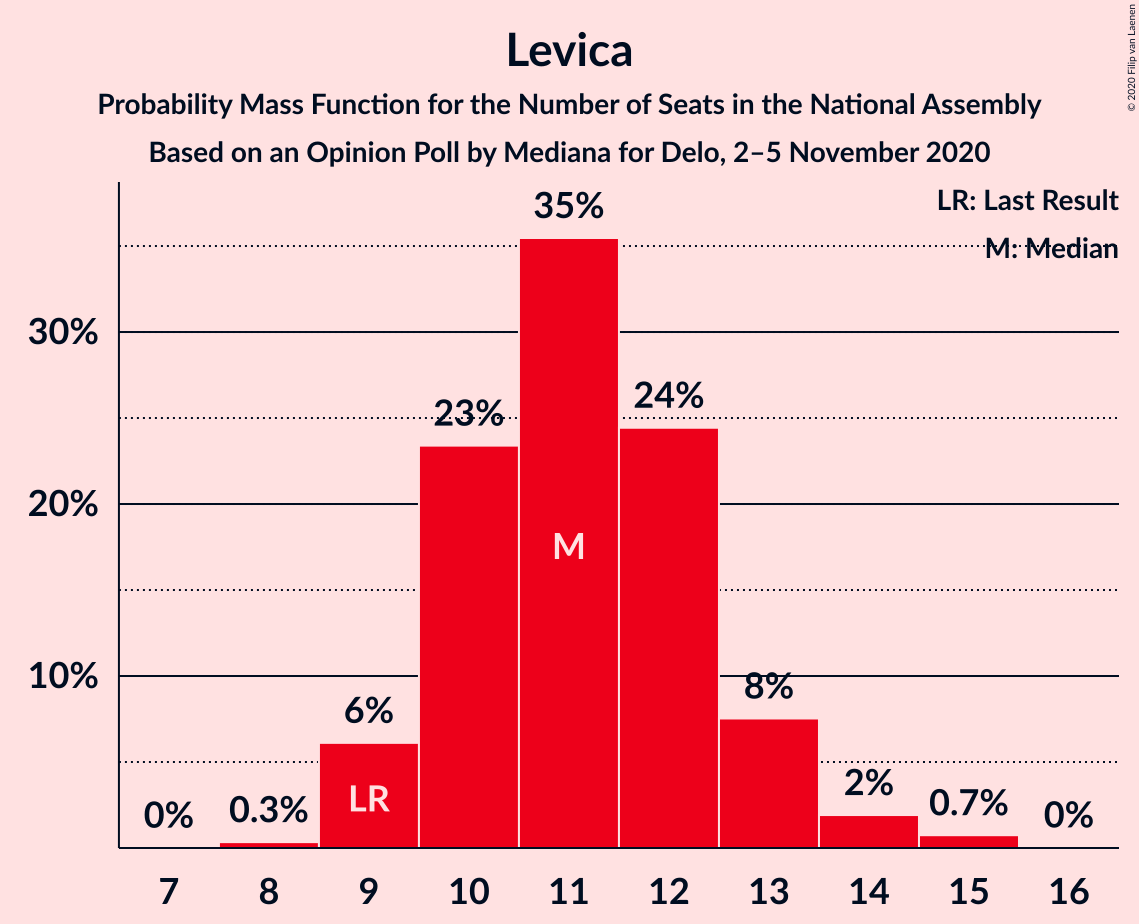 Levica
Probability Mass Function for the Number of Seats in the National Assembly
Based on an Opinion Poll by Mediana for Delo, 2–5 November 2020
© 2020 Filip van Laenen
LR: Last Result
M: Median
35%
30%
24%
23%
20%
M
10%
8%
6%
LR
2%
0%
0.3%
0.7%
0%
7 8 9 10 11 12 13 14 15 16